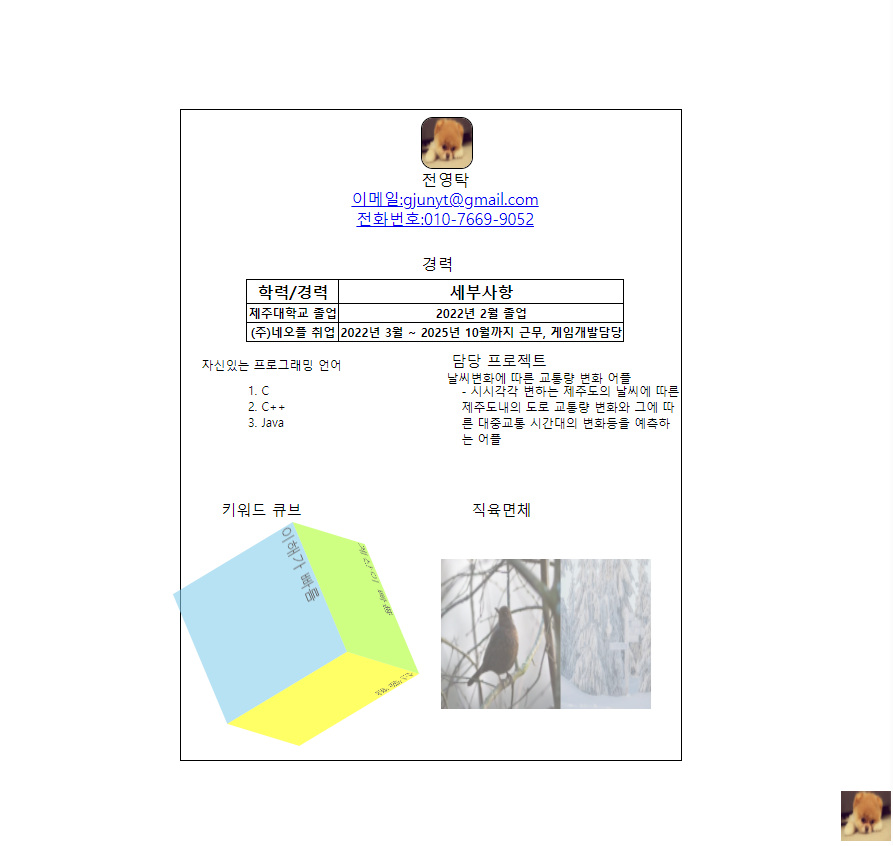 전영탁
이메일:gjunyt@gmail.com
전화번호:010-7669-9052
경력
학력/경력 세부사항
제주대학교 졸업 2022년 2월 졸업
(주)네오플 취업 2022년 3월 ~ 2025년 10월까지 근무, 게임개발담당
자신있는 프로그래밍 언어
1. C
2. C++
3. Java
담당 프로젝트
날씨변화에 따른 교통량 변화 어플
- 시시각각 변하는 제주도의 날씨에 따른
제주도내의 도로 교통량 변화와 그에 따
른 대중교통 시간대의 변화등을 예측하
는 어플
키워드 큐브
이해가 빠름
직육면체